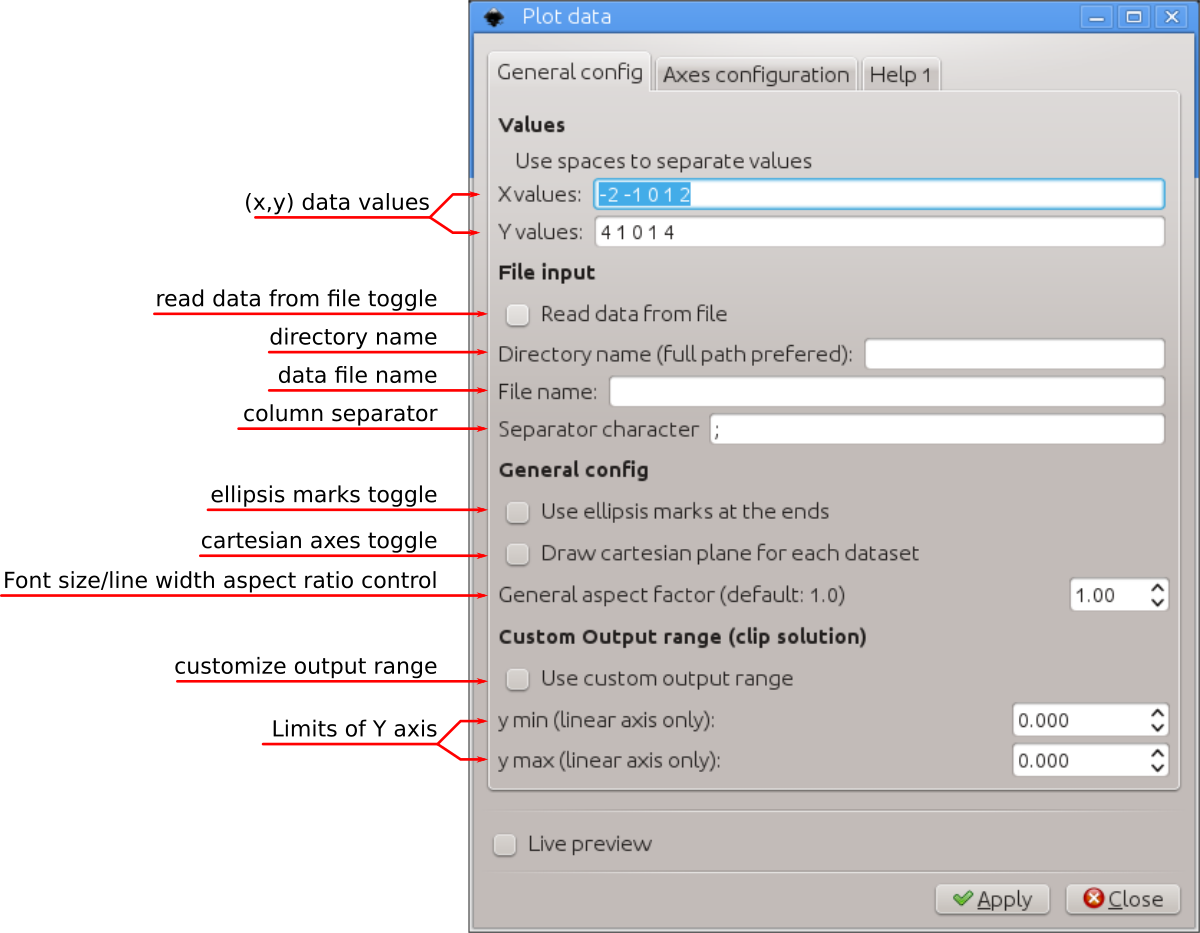 Plot data
General config
Axes configuration
Help 1
Values
Use spaces to separate values
(x,y) data values
X values: -2 -1 0 1 2
Y values: 4 1 0 1 4
File input
read data from file toggle
Read data from file
directory name
Directory name (full path prefered):
data file name
File name:
column separator
Separator character ;
General config
ellipsis marks toggle
Use ellipsis marks at the ends
cartesian axes toggle
Draw cartesian plane for each dataset
Font size/line width aspect ratio control
General aspect factor (default: 1.0) 1.00
Custom Output range (clip solution)
customize output range
Use custom output range
Limits of Y axis
y min (linear axis only): 0.000
y max (linear axis only): 0.000
Live preview
Apply
Close